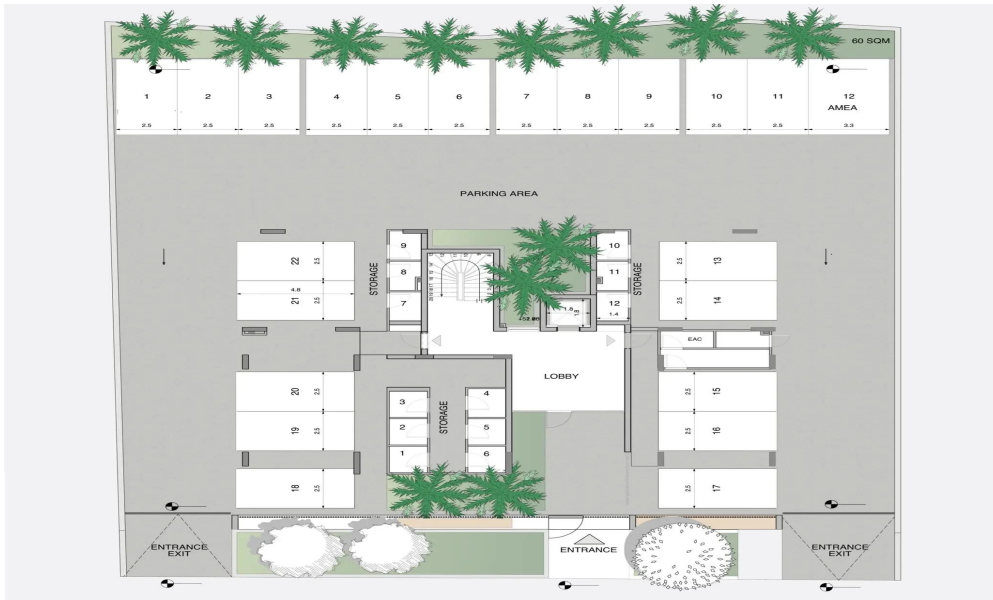 60 SQM
1 2 3 4 5 6 7 8 9 10 11 12
AMEA
2.5 2.5 2.5 2.5 2.5 2.5 2.5 2.5 2.5 2.5 2.5 3.3
PARKING AREA
9 10
22 2.5 13 2.5
STORAGE STORAGE
8 11
4.8
21 2.5 14 2.5
7 12
1.8
1.8
1.4
EAC
LOBBY
20 2.5 15 2.5
3 4
STORAGE
19 2.5 16 2.5
2 5
1 6
18 2.5 17 2.5
ENTRANCE
EXIT
ENTRANCE
ENTRANCE
EXIT